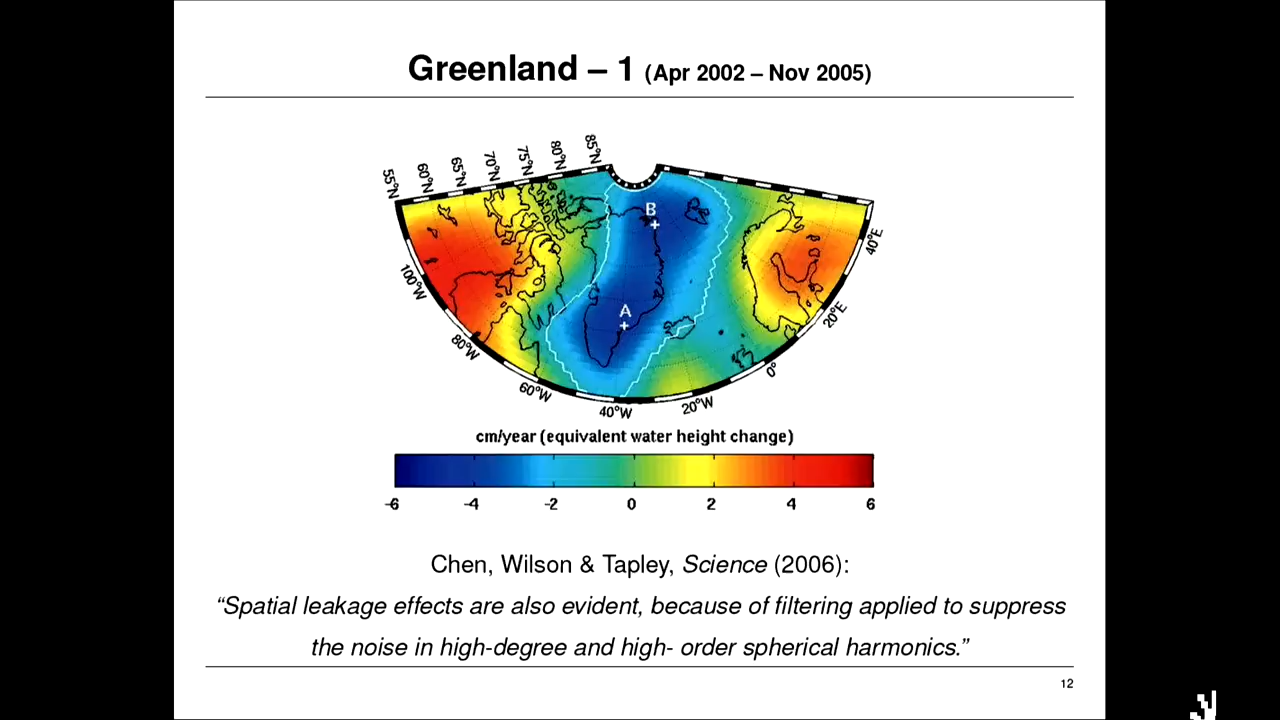 Greenland – 1 (Apr 2002 – Nov 2005)
55°N 60°N 65°N 70°N 75°N 80°N 85°N
B
A
100°W 80°W 60°W 40°W 20°W 0° 20°E 40°E
cm/year (equivalent water height change)
-6 -4 -2 0 2 4 6
Chen, Wilson & Tapley, Science (2006):
“Spatial leakage effects are also evident, because of filtering applied to suppress
the noise in high-degree and high- order spherical harmonics.”
12